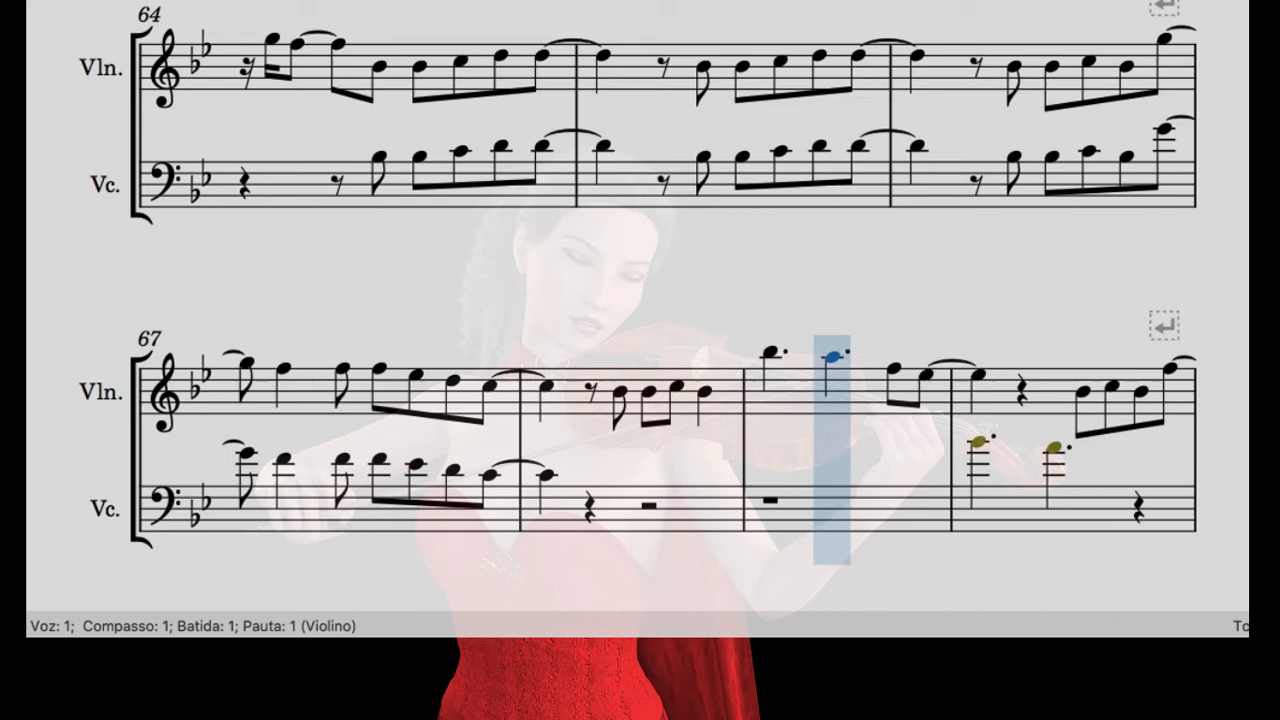 64
Vln.
Vc.
67
Vln.
Vc.
Voz: 1; Compasso: 1; Batida: 1; Pauta: 1 (Violino)